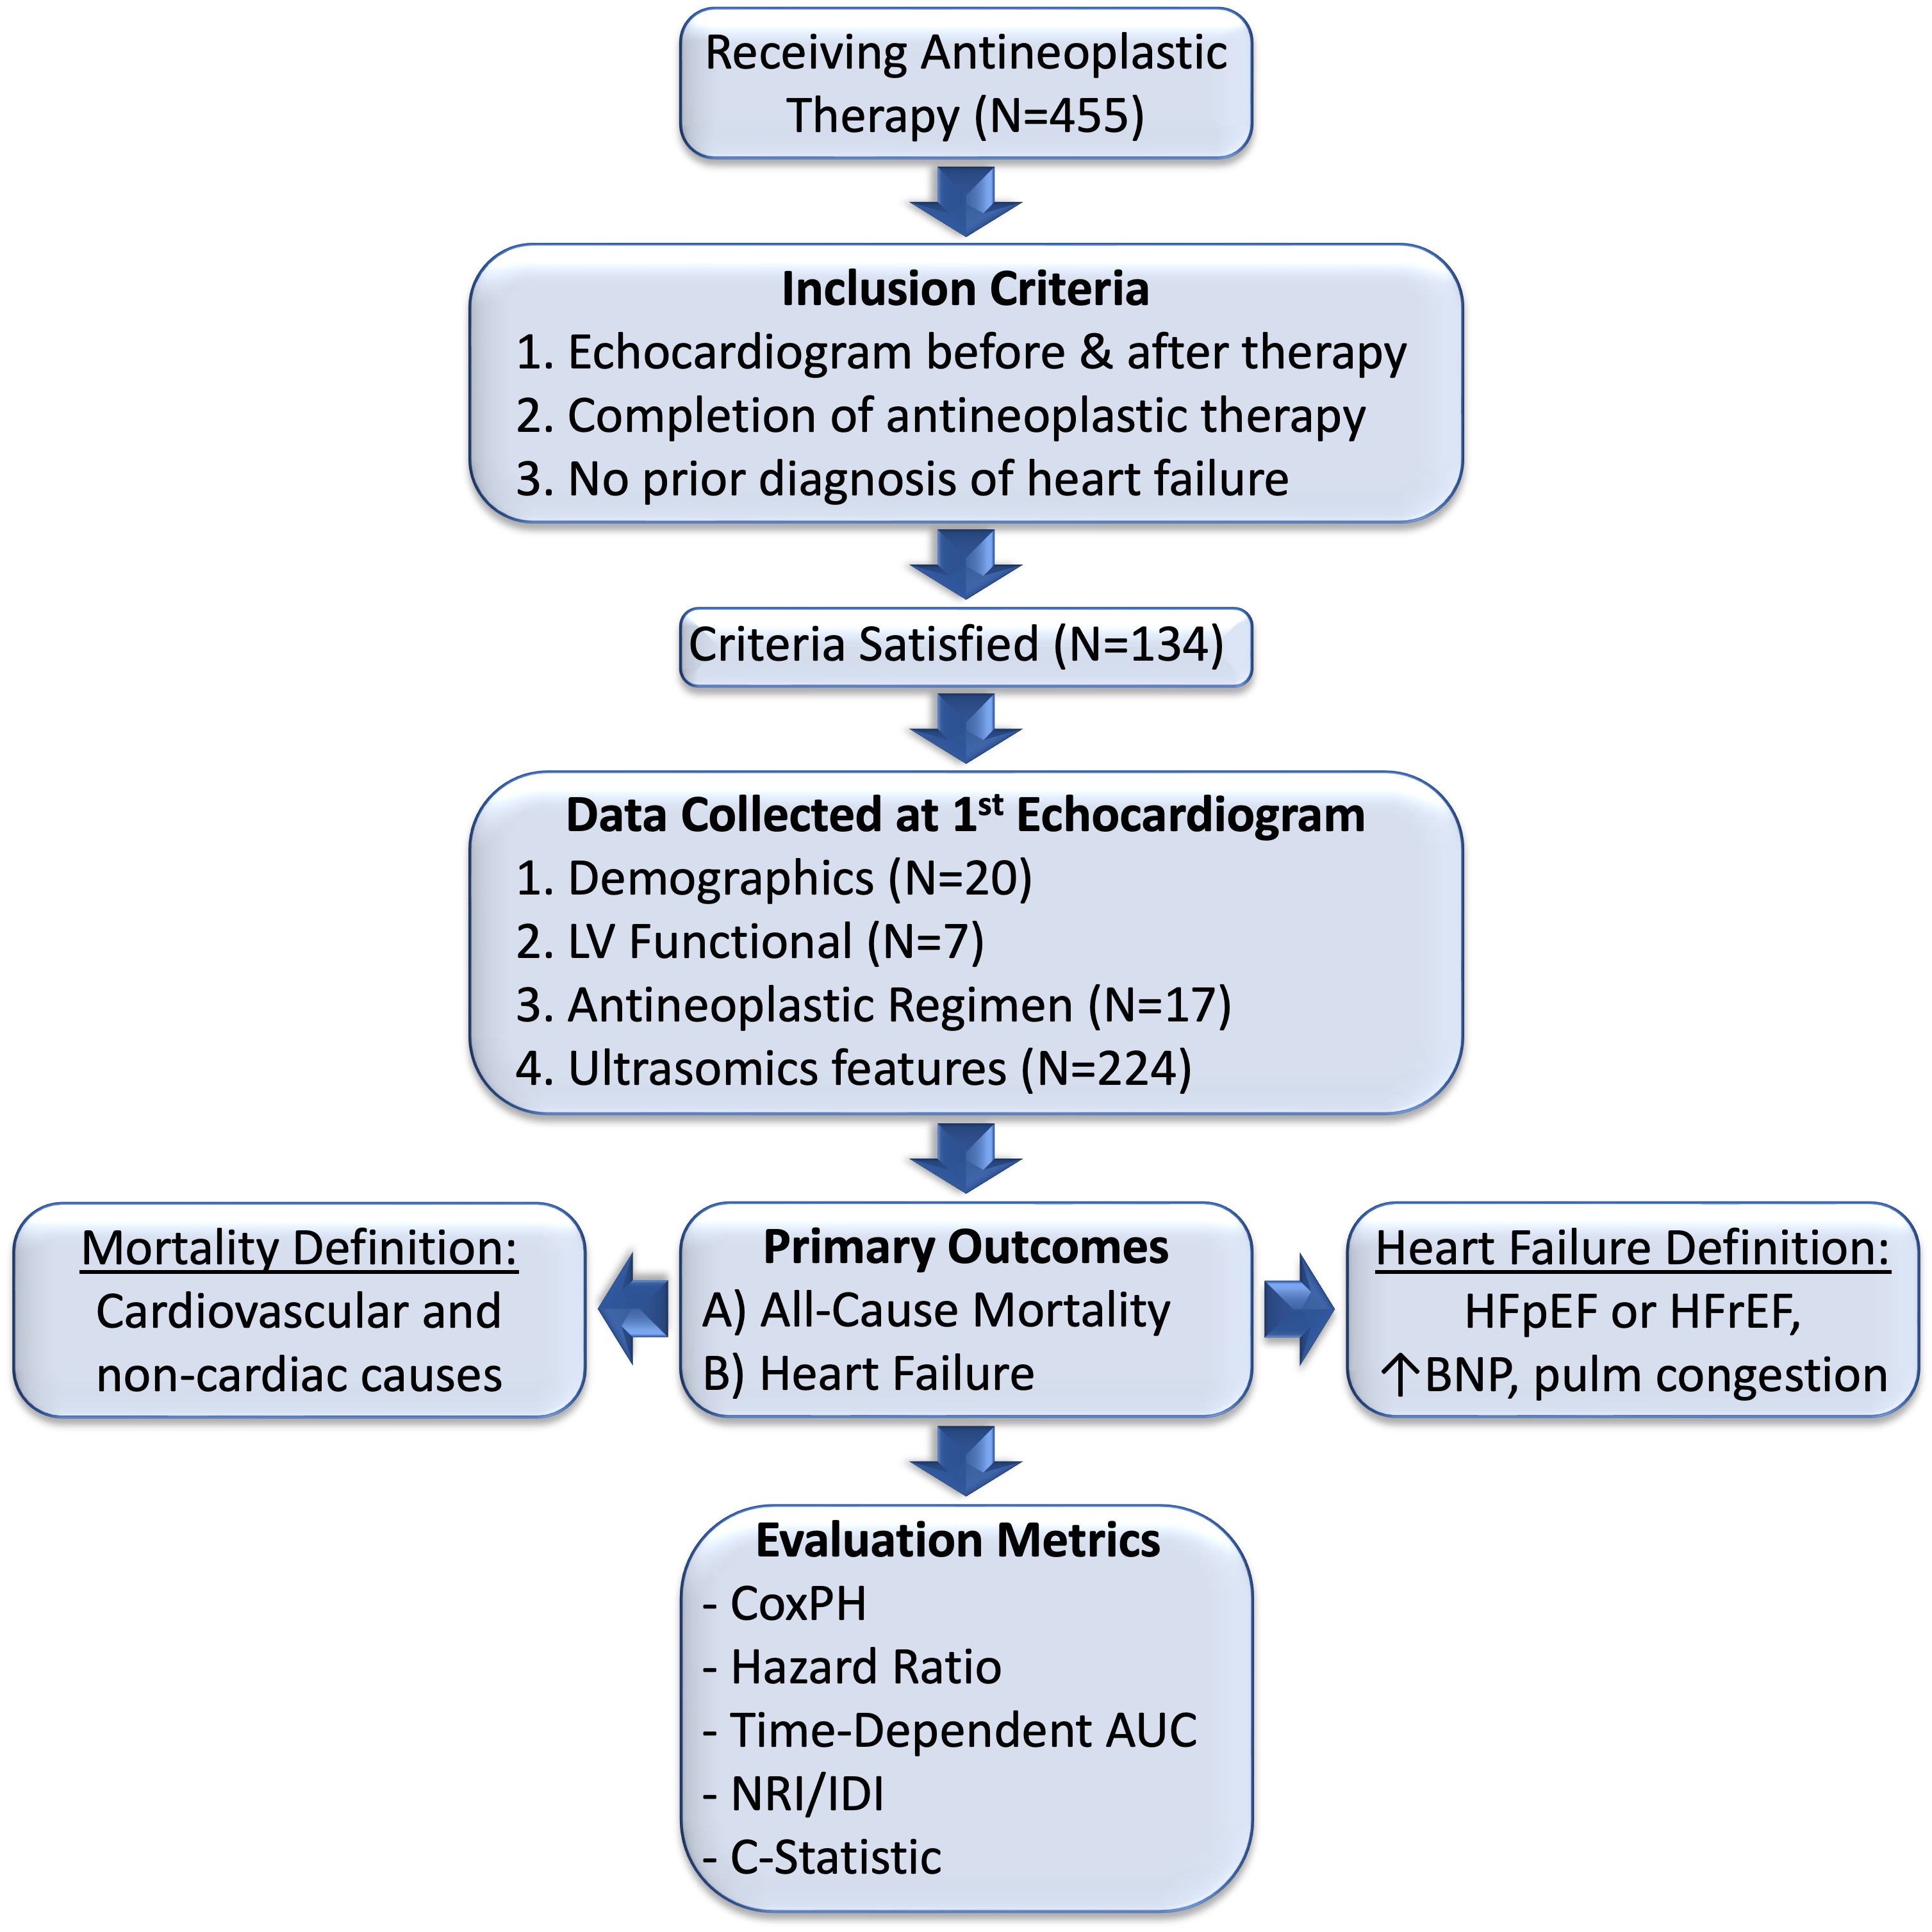 Receiving Antineoplastic
Therapy (N=455)
Inclusion Criteria
1. Echocardiogram before & after therapy
2. Completion of antineoplastic therapy
3. No prior diagnosis of heart failure
Criteria Satisfied (N=134)
Data Collected at 1st Echocardiogram
1. Demographics (N=20)
2. LV Functional (N=7)
3. Antineoplastic Regimen (N=17)
4. Ultrasomics features (N=224)
Mortality Definition:
Cardiovascular and
non-cardiac causes
Primary Outcomes
A) All-Cause Mortality
B) Heart Failure
Heart Failure Definition:
HFpEF or HFrEF,
↑BNP, pulm congestion
Evaluation Metrics
- CoxPH
- Hazard Ratio
- Time-Dependent AUC
- NRI/IDI
- C-Statistic